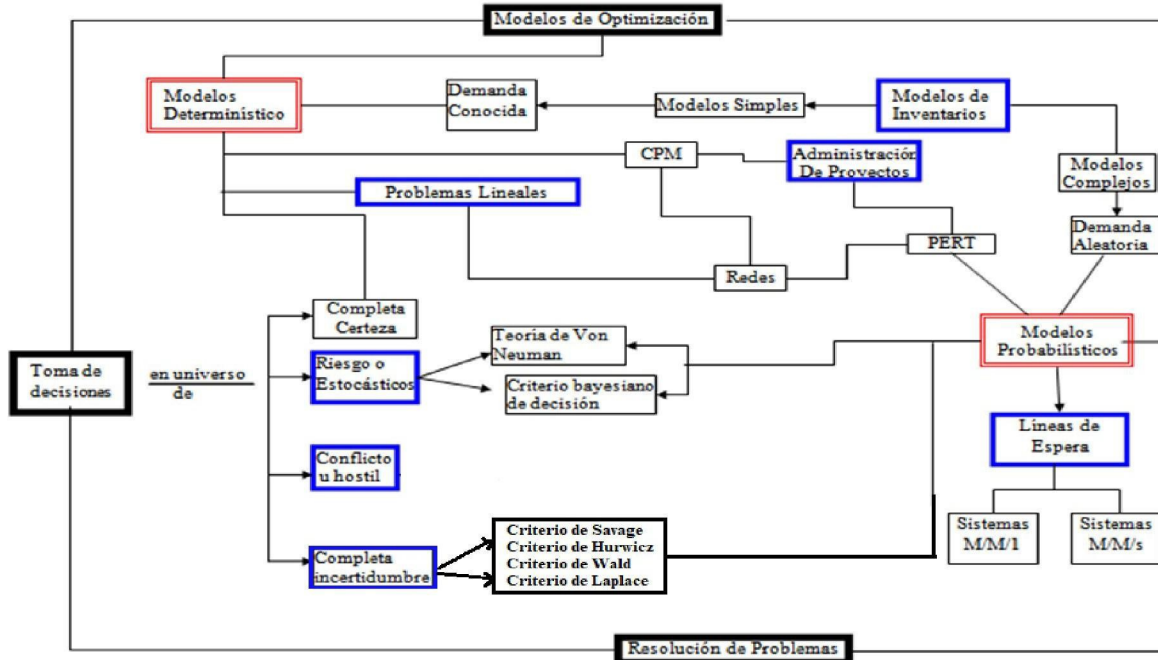 Modelos de Optimización
Modelos
Determinístico
Demanda
Conocida
Modelos Simples
Modelos de
Inventarios
CPM
Administración
De Proyectos
Modelos
Complejos
Problemas Lineales
PERT
Demanda
Aleatoria
Redes
Completa
Certeza
Teoría de Von
Neuman
Modelos
Probabilísticos
Toma de
decisiones
en universo
de
Riesgo o
Estocásticos
Criterio bayesiano
de decisión
Líneas de
Espera
Conflicto
u hostil
Sistemas
M/M/1
Sistemas
M/M/s
Completa
incertidumbre
Criterio de Savage
Criterio de Hurwicz
Criterio de Wald
Criterio de Laplace
Resolución de Problemas